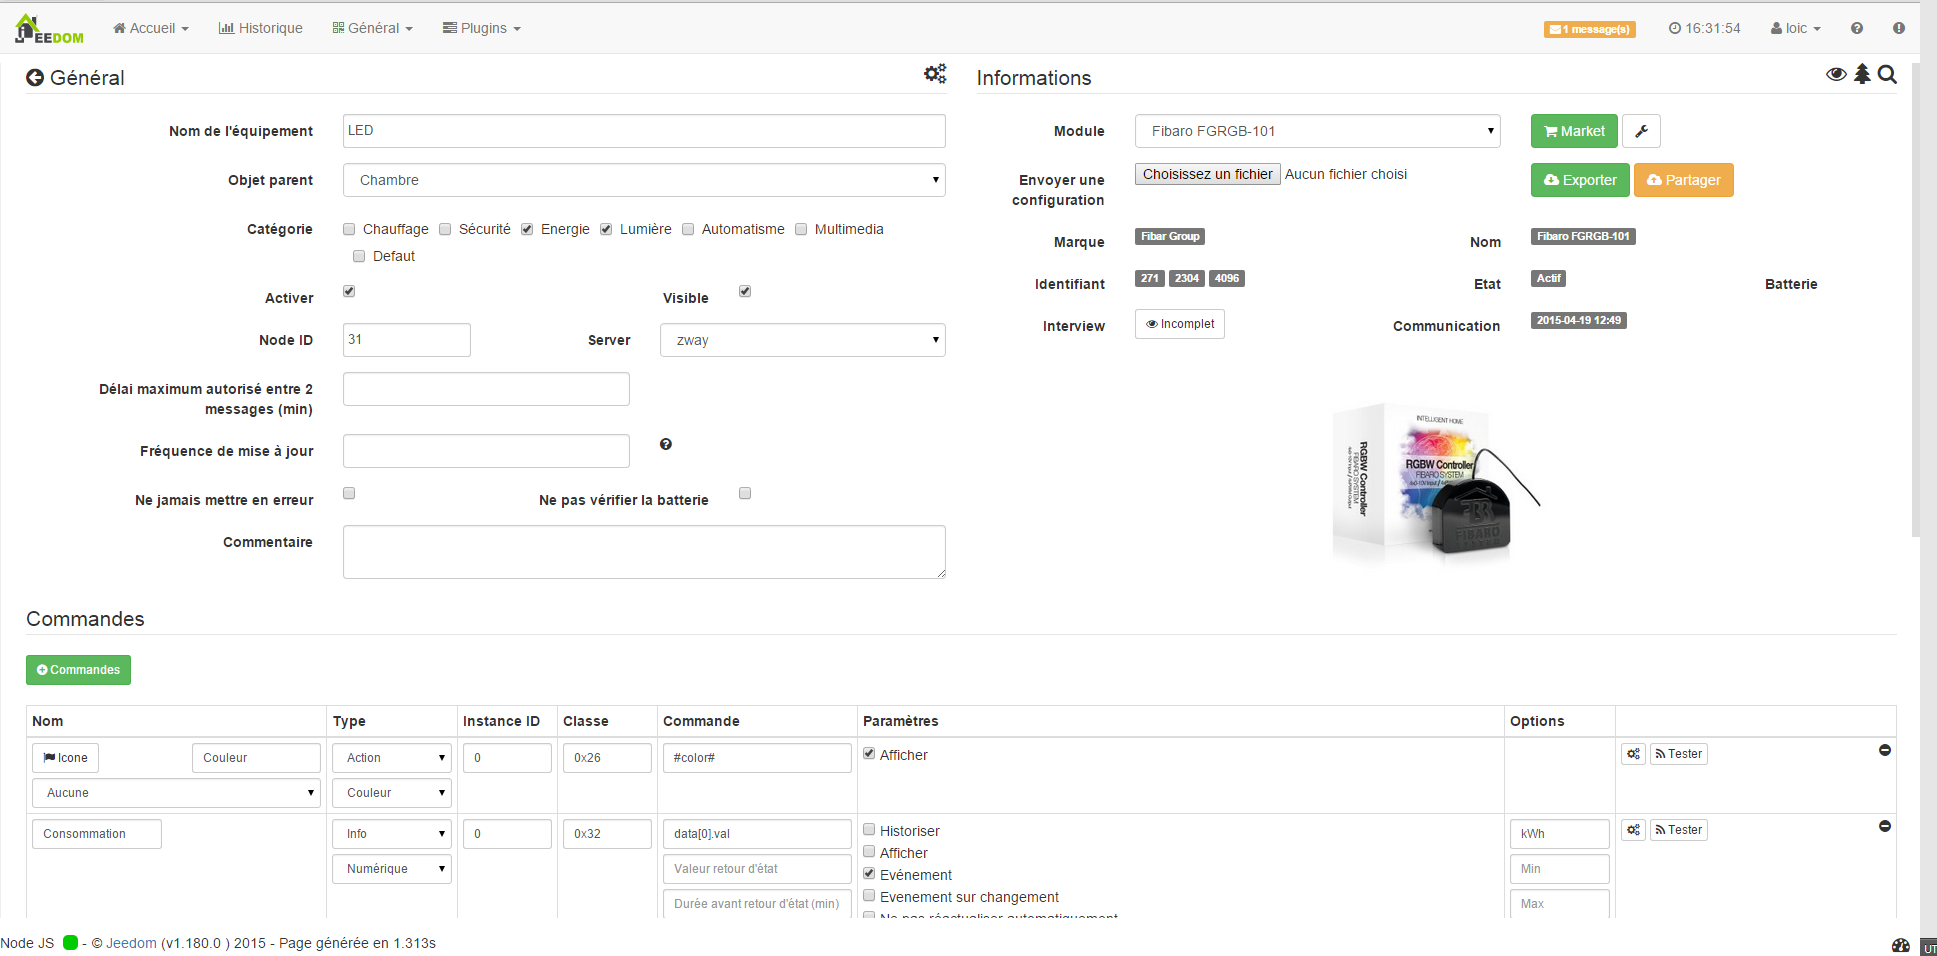 JEEDOM Accueil Historique Général Plugins 1 message(s) 16:31:54 loic
Général
Nom de l'équipement LED
Objet parent Chambre
Catégorie Chauffage Sécurité Energie Lumière Automatisme Multimedia
Defaut
Activer Visible
Node ID 31 Server zway
Délai maximum autorisé entre 2
messages (min)
Fréquence de mise à jour
Ne jamais mettre en erreur Ne pas vérifier la batterie
Commentaire
Informations
Module Fibaro FGRGB-101 Market
Envoyer une
configuration
Choisissez un fichier Aucun fichier choisi Exporter Partager
Marque Fibar Group Nom Fibaro FGRGB-101
Identifiant 271 2304 4096 Etat Actif Batterie
Interview Incomplet Communication 2015-04-19 12:49
INTELLIGENT HOME
RGBW Controller
FIBARO SYSTEM
RGBW Controller
FIBARO SYSTEM
FIBARO
Commandes
Commandes
Nom Type Instance ID Classe Commande Paramètres Options
Icone Couleur Action 0 0x26 #color# Afficher Tester
Aucune Couleur
Consommation Info 0 0x32 data[0].val Historiser kWh Tester
Afficher
Numérique Valeur retour d'état Evénement Min
Evenement sur changement
Durée avant retour d'état (min) Max
Ne pas réactualiser automatiquement
Node JS - © Jeedom (v1.180.0 ) 2015 - Page générée en 1.313s
UT